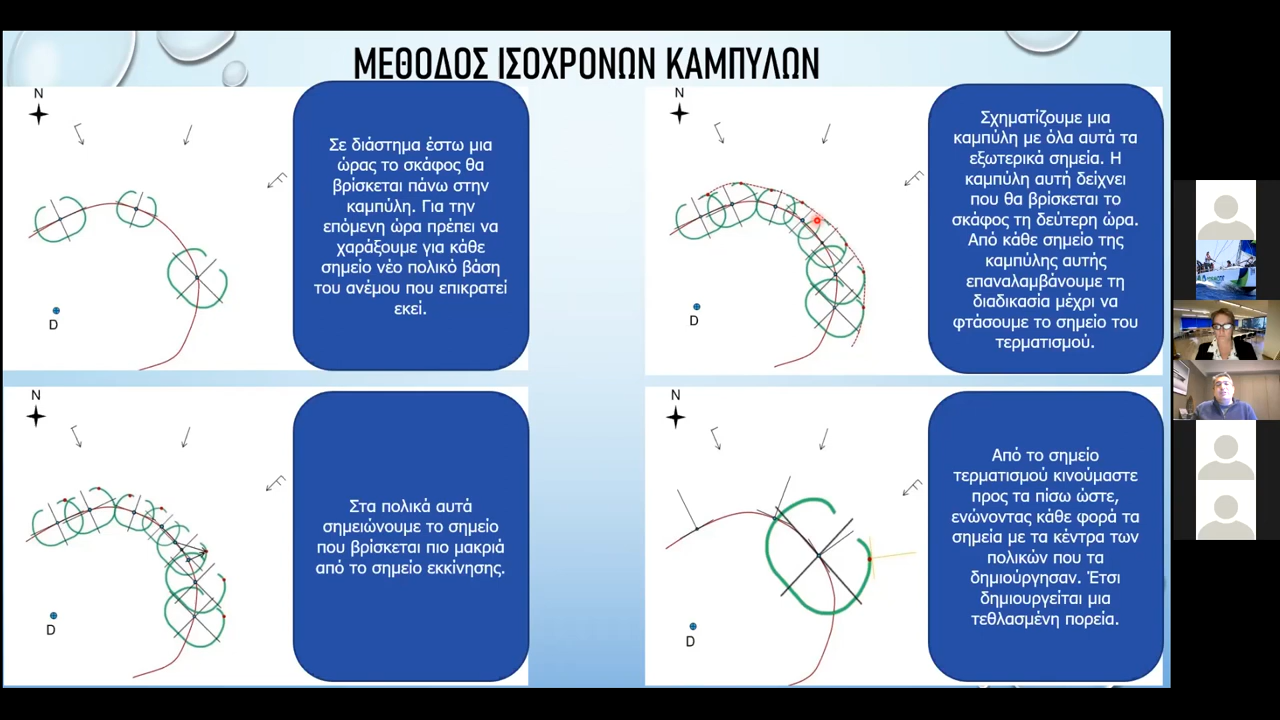 ΜΕΘΟΔΟΣ ΙΣΟΧΡΟΝΩΝ ΚΑΜΠΥΛΩΝ
N
D
Σε διάστημα έστω μια
ώρας το σκάφος θα
βρίσκεται πάνω στην
καμπύλη. Για την
επόμενη ώρα πρέπει να
χαράξουμε για κάθε
σημείο νέο πολικό βάση
του ανέμου που επικρατεί
εκεί.
N
D
Σχηματίζουμε μια
καμπύλη με όλα αυτά τα
εξωτερικά σημεία. Η
καμπύλη αυτή δείχνει
που θα βρίσκεται το
σκάφος τη δεύτερη ώρα.
Από κάθε σημείο της
καμπύλης αυτής
επαναλαμβάνουμε τη
διαδικασία μέχρι να
φτάσουμε το σημείο του
τερματισμού.
N
D
Στα πολικά αυτά
σημειώνουμε το σημείο
που βρίσκεται πιο μακριά
από το σημείο εκκίνησης.
N
D
Από το σημείο
τερματισμού κινούμαστε
προς τα πίσω ώστε,
ενώνοντας κάθε φορά τα
σημεία με τα κέντρα των
πολικών που τα
δημιούργησαν. Έτσι
δημιουργείται μια
τεθλασμένη πορεία.